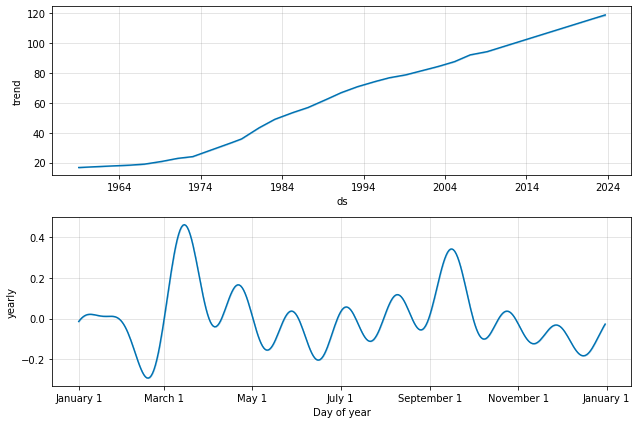 120
100
80
60
40
20
trend
1964 1974 1984 1994 2004 2014 2024
ds
0.4
0.2
0.0
−0.2
yearly
January 1 March 1 May 1 July 1 September 1 November 1 January 1
Day of year